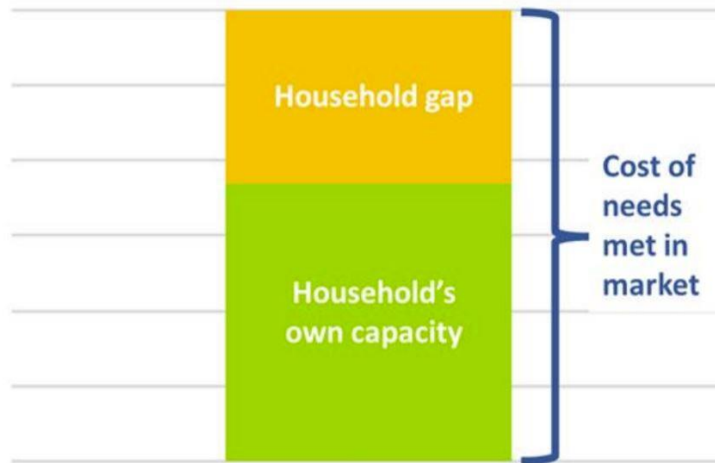 Household gap
Household’s
own capacity
Cost of
needs
met in
market